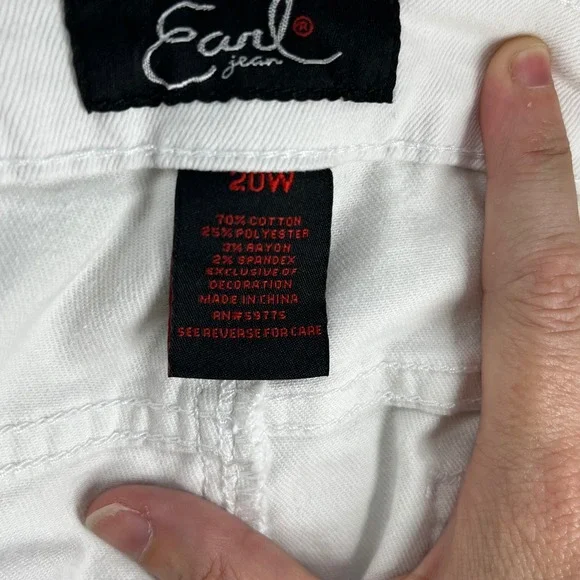 Earl®
jean
20W
70% COTTON
25% POLYESTER
3% RAYON
2% SPANDEX
EXCLUSIVE OF
DECORATION
MADE IN CHINA
RN#59775
SEE REVERSE FOR CARE